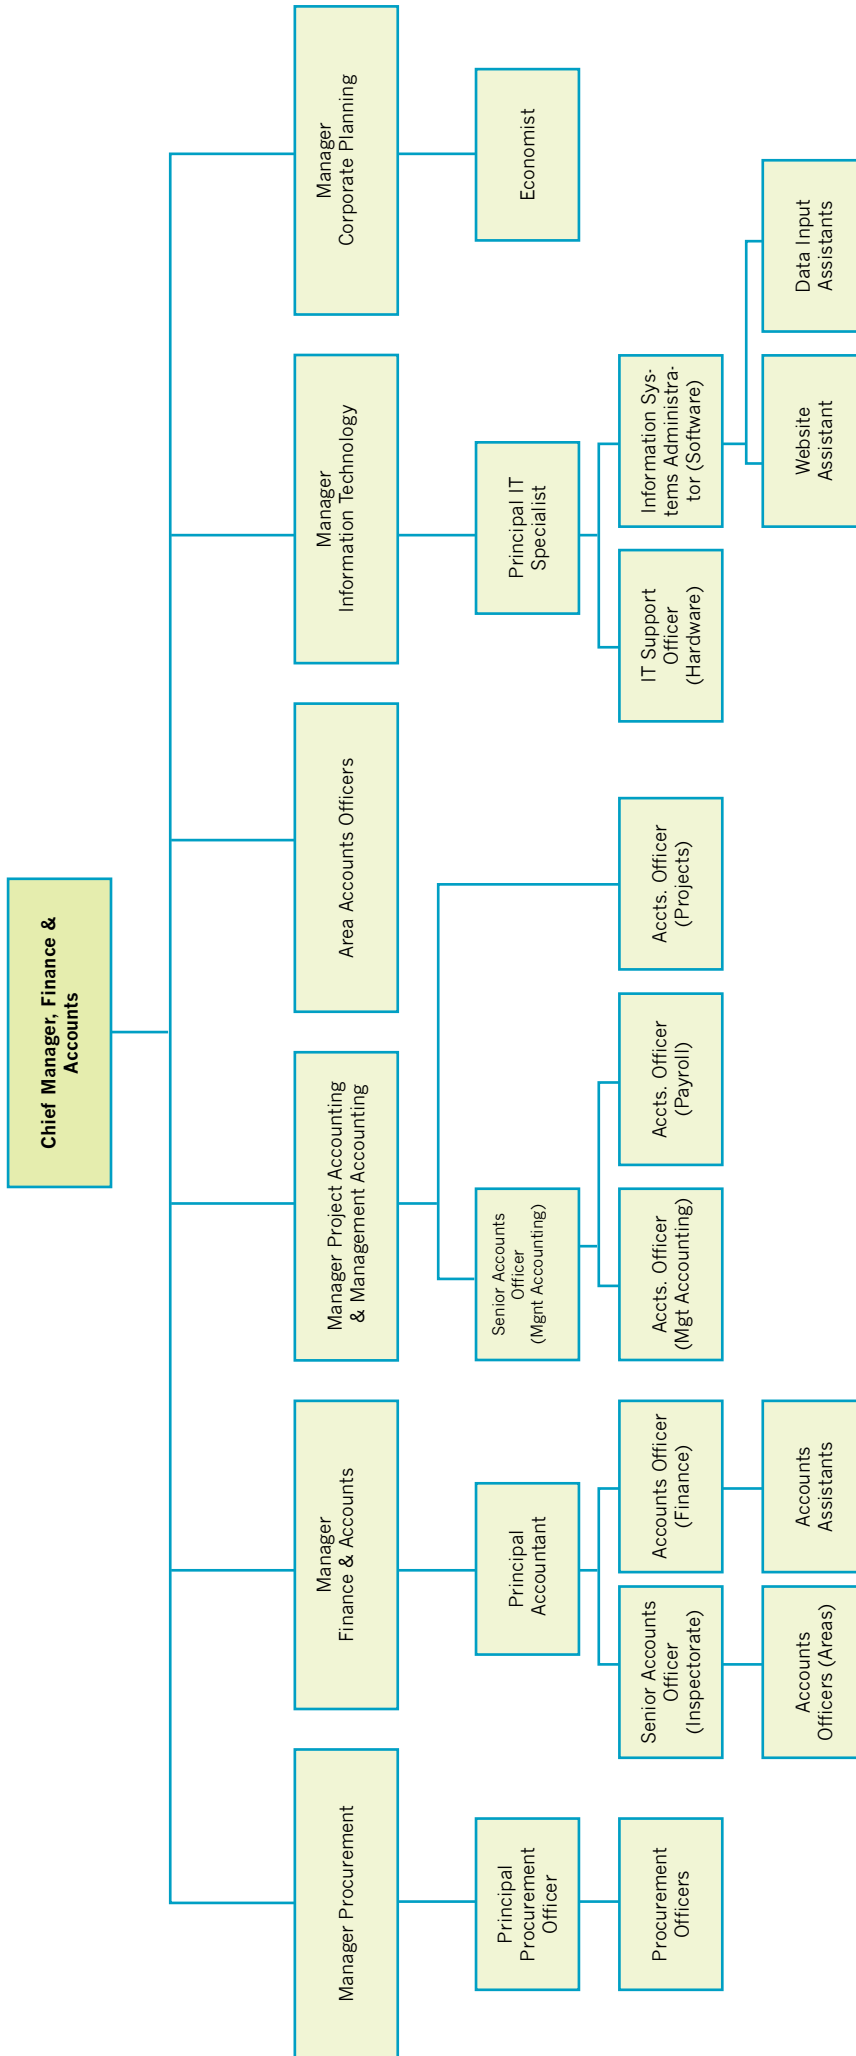 Chief Manager, Finance &
Accounts
Manager Procurement
Manager
Finance & Accounts
Manager Project Accounting
& Management Accounting
Area Accounts Officers
Manager
Information Technology
Manager
Corporate Planning
Principal
Procurement
Officer
Principal
Accountant
Senior Accounts
Officer
(Mgnt Accounting)
Principal IT
Specialist
Economist
Procurement
Officers
Senior Accounts
Officer
(Inspectorate)
Accounts Officer
(Finance)
Accts. Officer
(Mgt Accounting)
Accts. Officer
(Payroll)
Accts. Officer
(Projects)
IT Support
Officer
(Hardware)
Information Sys-
tems Administra-
tor (Software)
Accounts
Officers (Areas)
Accounts
Assistants
Website
Assistant
Data Input
Assistants